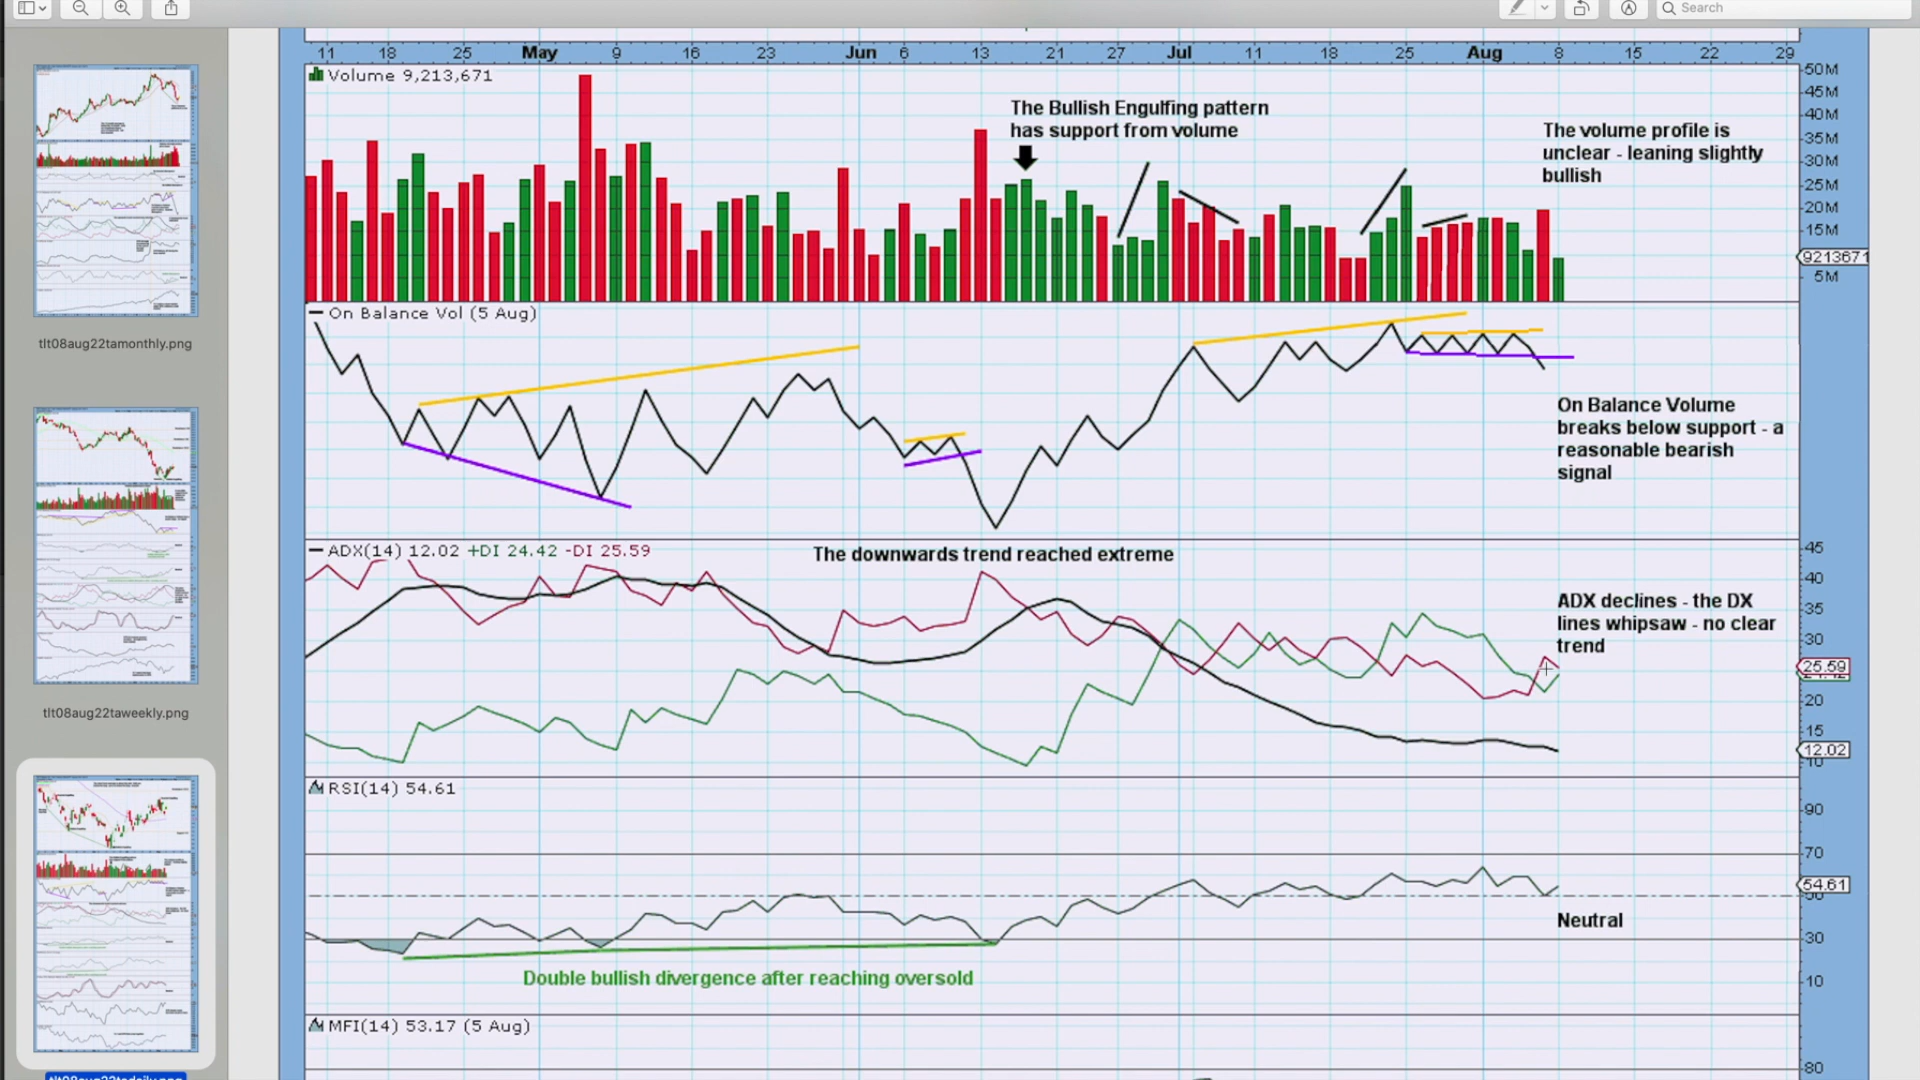 Search
11 18 25 May 9 16 23 Jun 6 13 21 27 Jul 11 18 25 Aug 8 15 22 29
Volume 9,213,671
50M
45M
40M
35M
30M
25M
20M
15M
9213671
5M
The Bullish Engulfing pattern
has support from volume
The volume profile is
unclear - leaning slightly
bullish
On Balance Vol (5 Aug)
On Balance Volume
breaks below support - a
reasonable bearish
signal
ADX(14) 12.02 +DI 24.42 -DI 25.59
The downwards trend reached extreme
ADX declines - the DX
lines whipsaw - no clear
trend
45
40
35
30
25.59
20
15
12.02
10
RSI(14) 54.61
90
70
54.61
30
10
Neutral
Double bullish divergence after reaching oversold
MFI(14) 53.17 (5 Aug)
80
tlt08aug22tamonthly.png
tlt08aug22taweekly.png